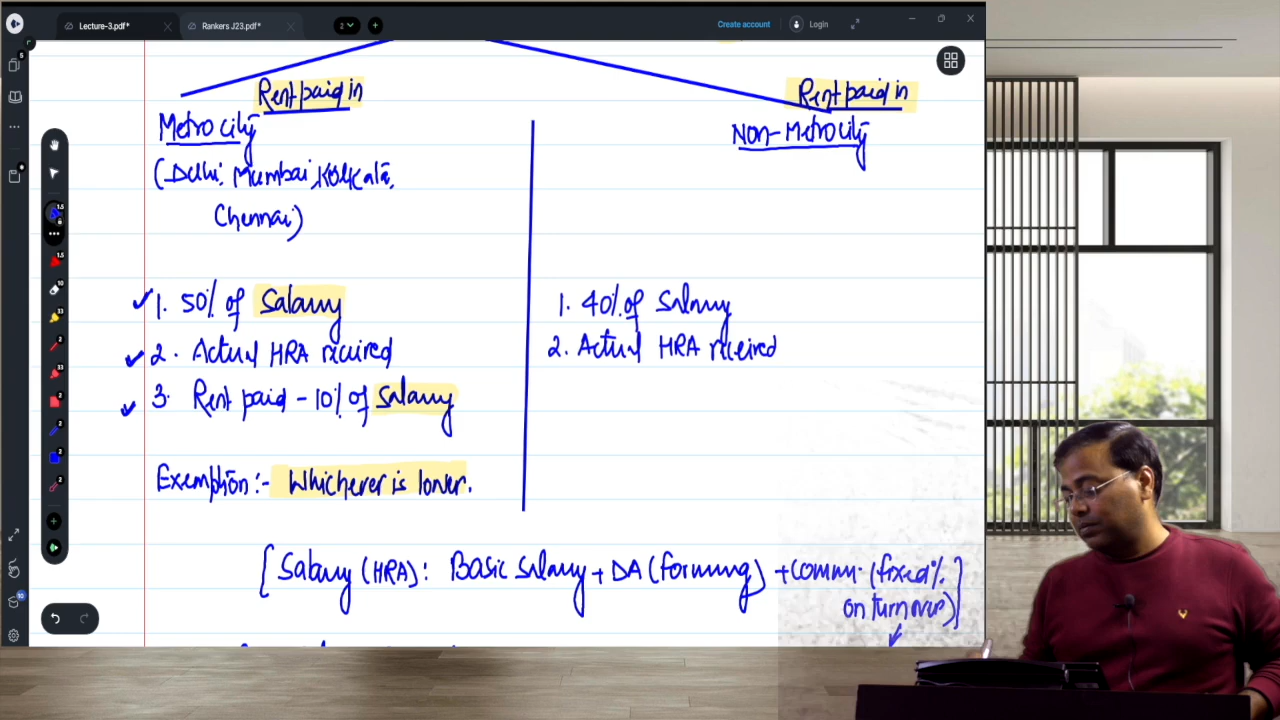 Lecture-3.pdf*
Rankers J23.pdf*
2
Create account
Login
Rent paid in
Metro city
(Delhi, Mumbai, Kolkata,
Chennai)
1. 50% of Salary
2. Actual HRA received
3. Rent paid - 10% of Salary
Exemption:- Whichever is lower.
Rent paid in
Non-Metro city
1. 40% of Salary
2. Actual HRA received
[Salary (HRA): Basic Salary + DA (forming) + Comm. (fixed %
on turnover)]